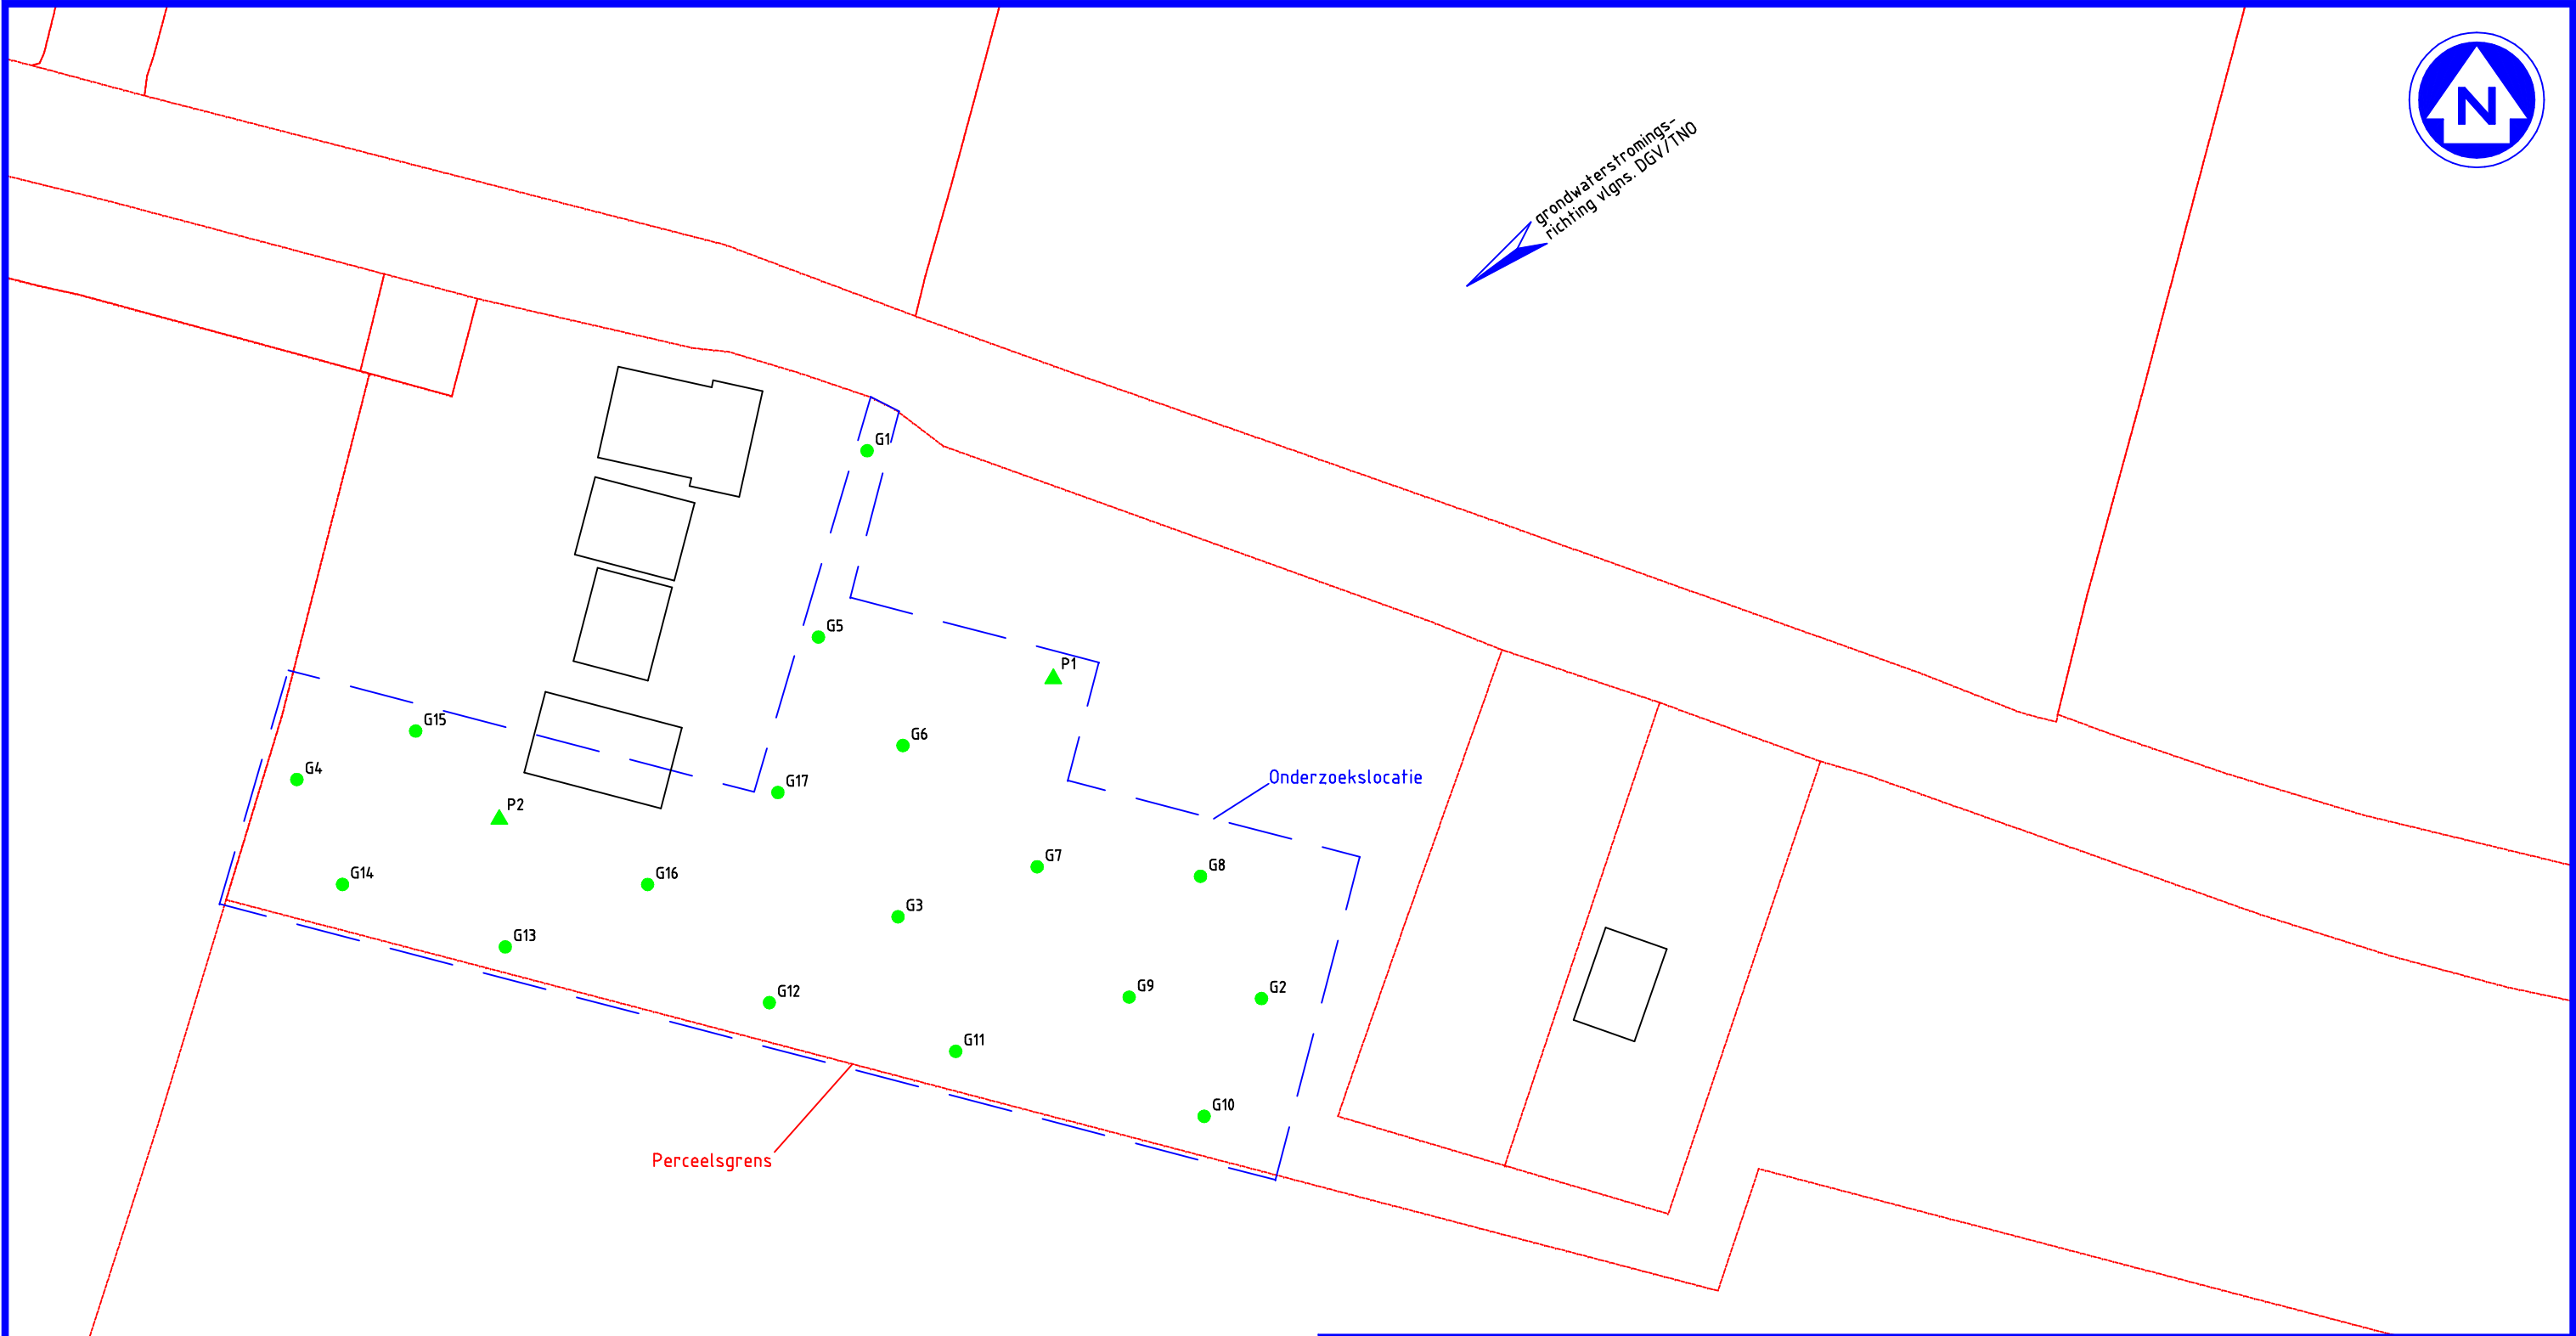 N
grondwaterstromings-
richting vlgns. DGV/TNO
G1
G5
P1
G15
G6
G4
G17
Onderzoekslocatie
P2
G7
G8
G14
G16
G3
G13
G12
G9
G2
G11
G10
Perceelsgrens